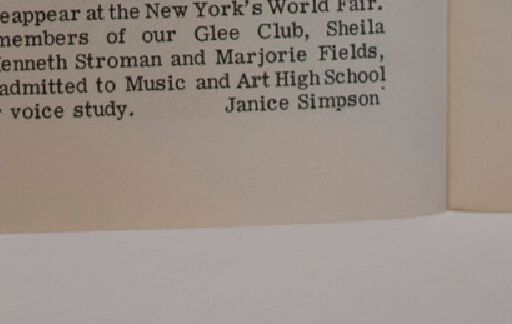 eappear at the New York's World Fair.
members of our Glee Club, Sheila
enneth Stroman and Marjorie Fields,
admitted to Music and Art High School
voice study. Janice Simpson